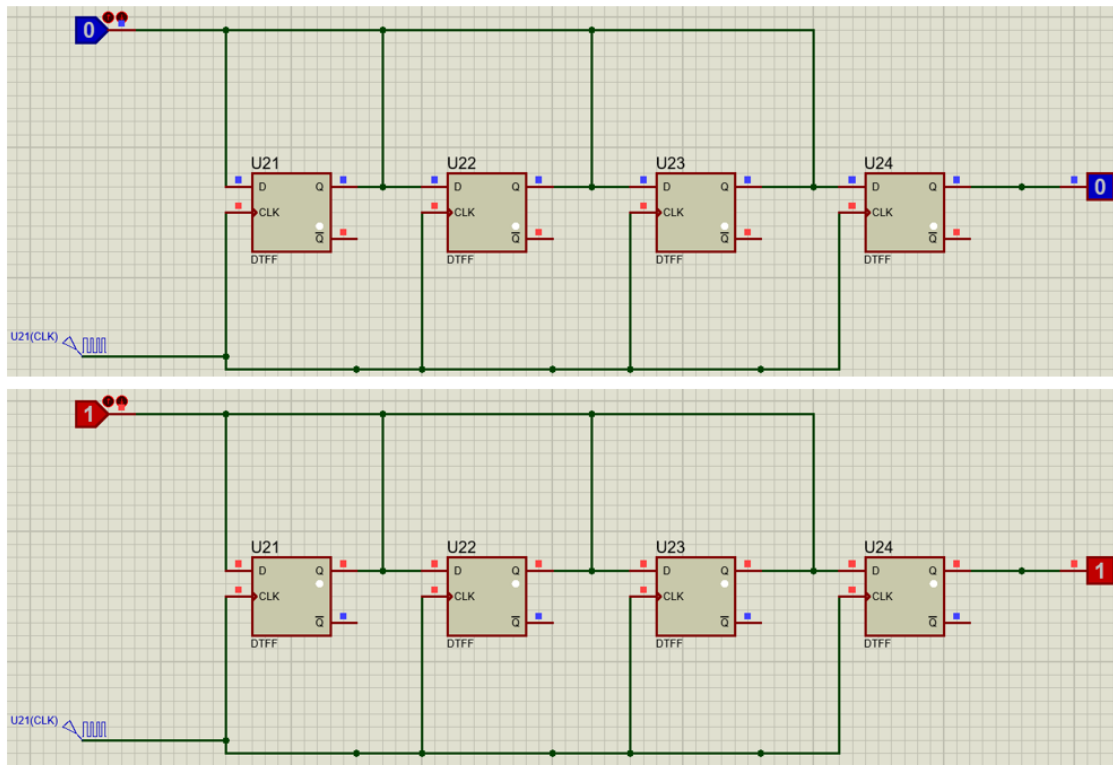 0
U21
U22
U23
U24
D Q
D Q
D Q
D Q
0
CLK
CLK
CLK
CLK
Q
Q
Q
Q
DTFF
DTFF
DTFF
DTFF
U21(CLK)
1
U21
U22
U23
U24
D Q
D Q
D Q
D Q
1
CLK
CLK
CLK
CLK
Q
Q
Q
Q
DTFF
DTFF
DTFF
DTFF
U21(CLK)